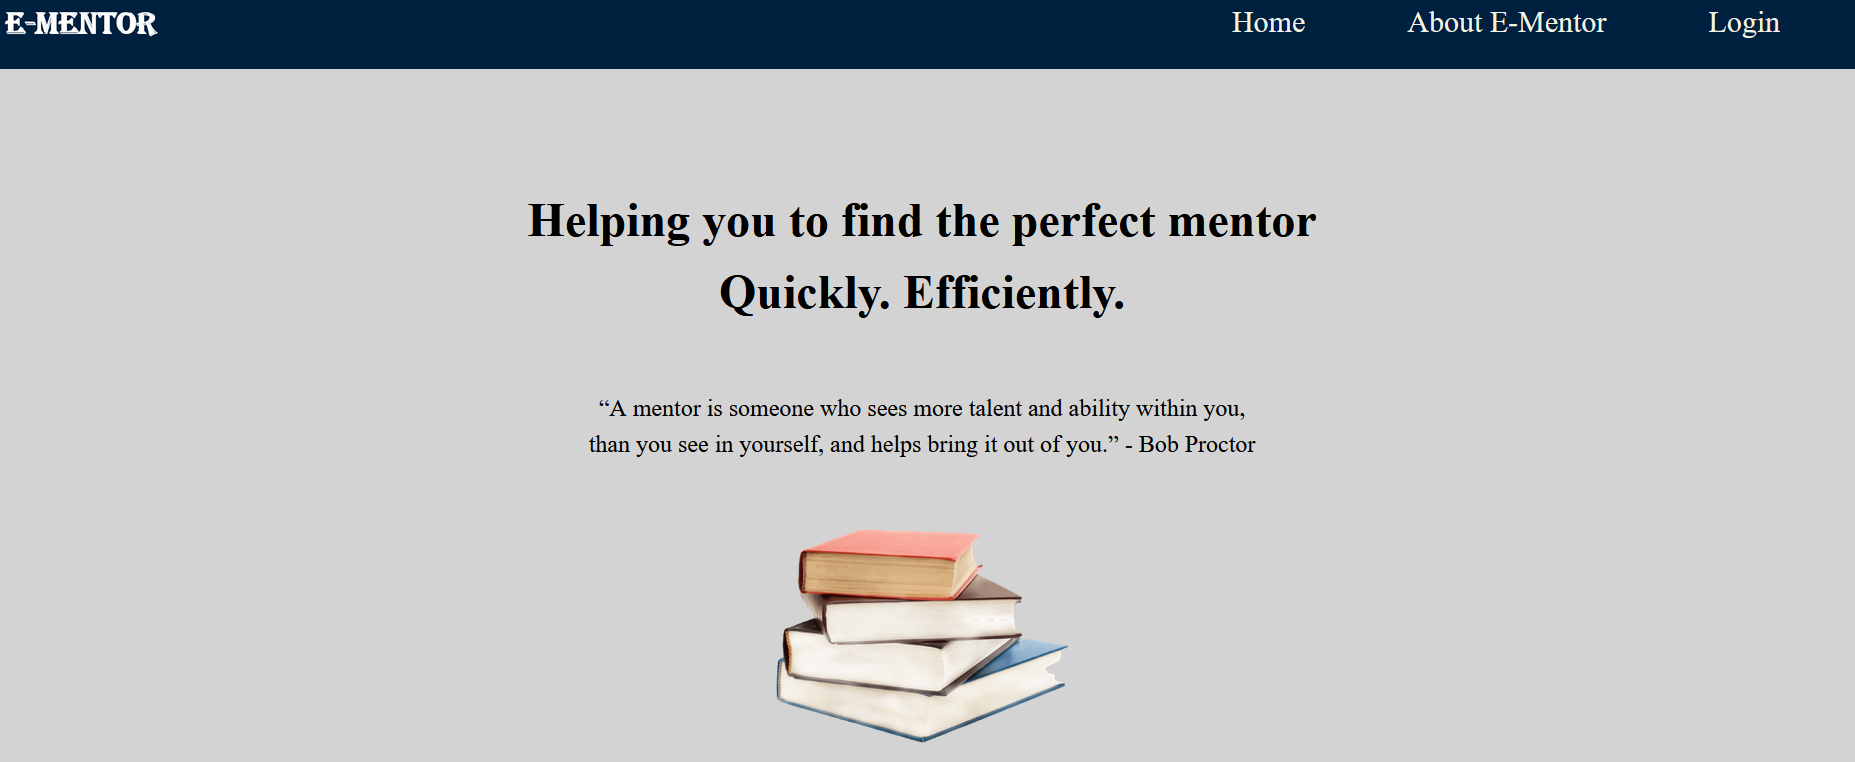 E-MENTOR
Home
About E-Mentor
Login
Helping you to find the perfect mentor
Quickly. Efficiently.
“A mentor is someone who sees more talent and ability within you,
than you see in yourself, and helps bring it out of you.” - Bob Proctor